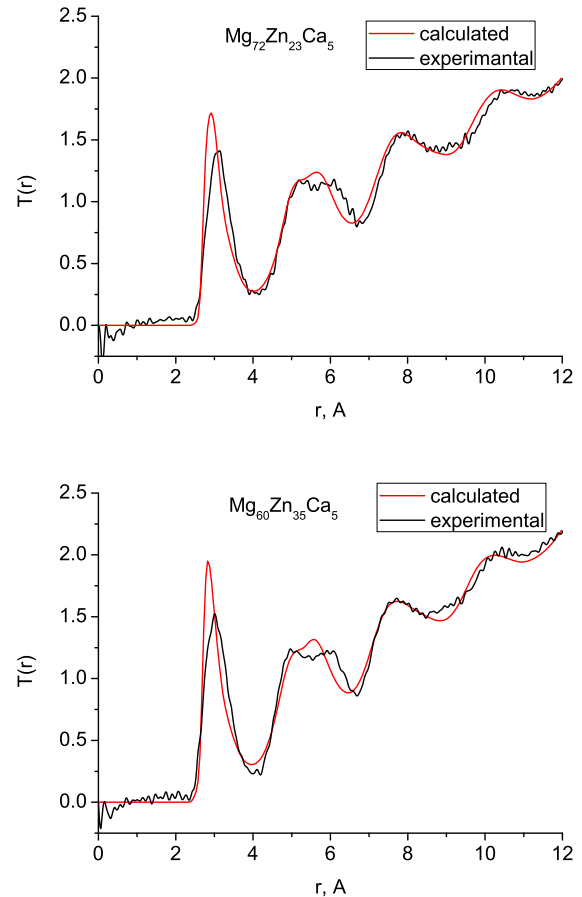 Mg₇₂Zn₂₃Ca₅
calculated
experimantal
2.5
2.0
1.5
1.0
0.5
0.0
T(r)
0 2 4 6 8 10 12
r, A
Mg₆₀Zn₃₅Ca₅
calculated
experimental
2.5
2.0
1.5
1.0
0.5
0.0
T(r)
0 2 4 6 8 10 12
r, A